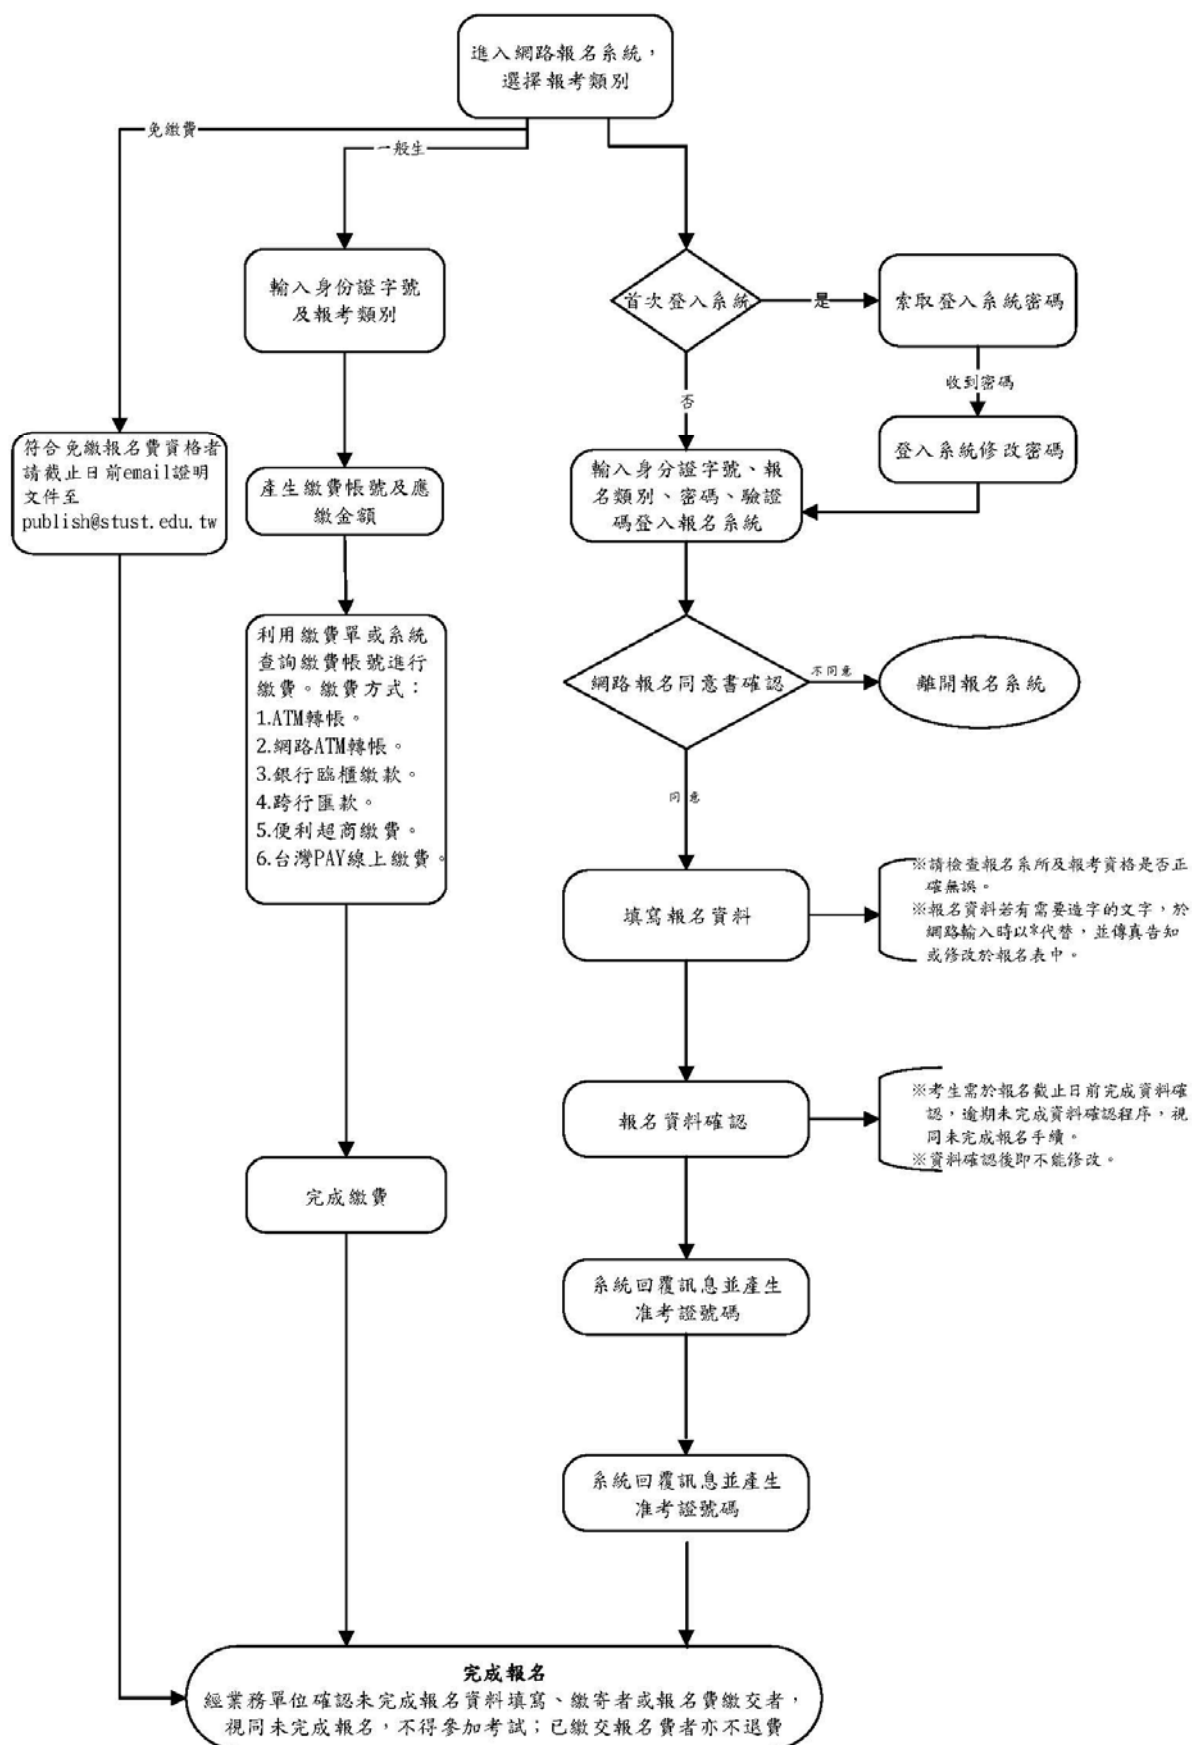 進入網路報名系統，
選擇報考類別
免繳費
一般生
輸入身份證字號
及報考類別
首次登入系統
是
索取登入系統密碼
收到密碼
否
登入系統修改密碼
符合免繳報名費資格者
請截止日前email證明
文件至
publish@stust.edu.tw
產生繳費帳號及應
繳金額
輸入身分證字號、報
名類別、密碼、驗證
碼登入報名系統
利用繳費單或系統
查詢繳費帳號進行
繳費。繳費方式：
1.ATM轉帳。
2.網路ATM轉帳。
3.銀行臨櫃繳款。
4.跨行匯款。
5.便利超商繳費。
6.台灣PAY線上繳費。
網路報名同意書確認
不同意
離開報名系統
同意
填寫報名資料
※請檢查報名系所及報考資格是否正
確無誤。
※報名資料若有需要造字的文字，於
網路輸入時以*代替，並傳真告知
或修改於報名表中。
報名資料確認
※考生需於報名截止日前完成資料確
認，逾期未完成資料確認程序，視
同未完成報名手續。
※資料確認後即不能修改。
完成繳費
系統回覆訊息並產生
准考證號碼
系統回覆訊息並產生
准考證號碼
完成報名
經業務單位確認未完成報名資料填寫、繳寄者或報名費繳交者，
視同未完成報名，不得參加考試；已繳交報名費者亦不退費